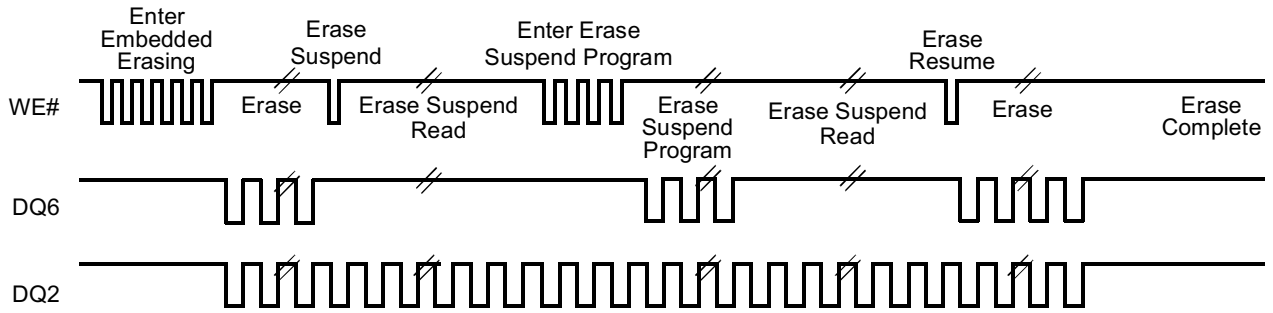 Enter
Embedded
Erasing
Erase
Suspend
Enter Erase
Suspend Program
Erase
Resume
WE#
Erase
Erase Suspend
Read
Erase
Suspend
Program
Erase Suspend
Read
Erase
Erase
Complete
DQ6
DQ2